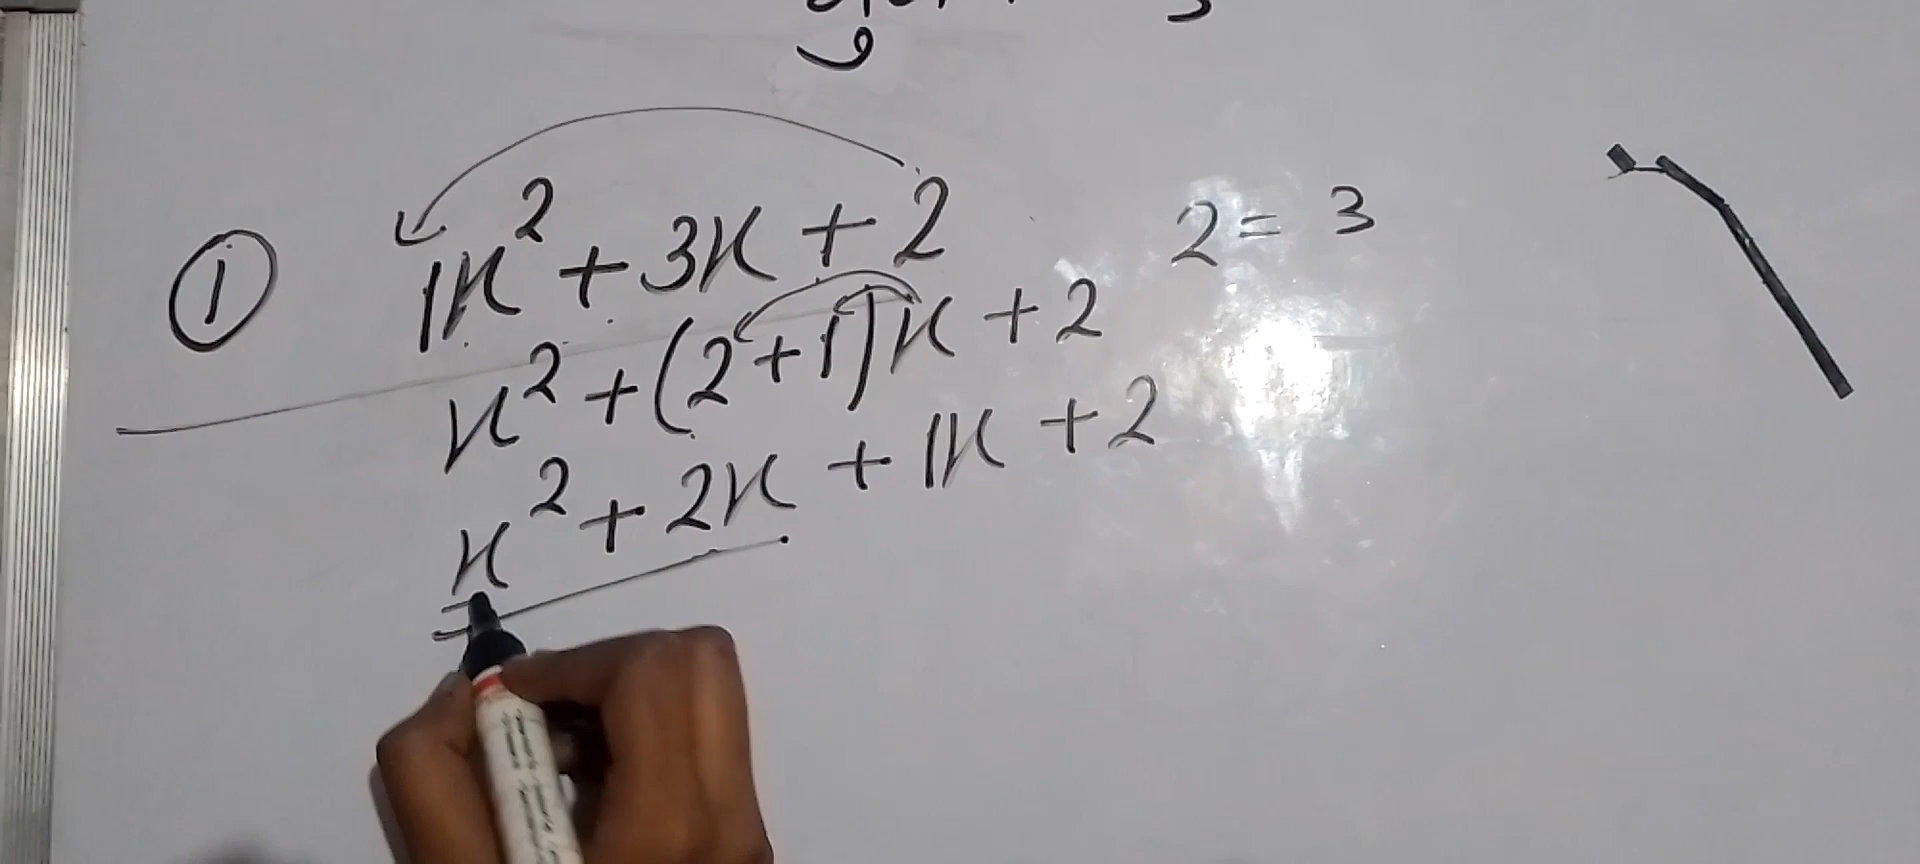 ① 1x² + 3x + 2 2 = 3
x² + (2 + 1)x + 2
x² + 2x + 1x + 2
=